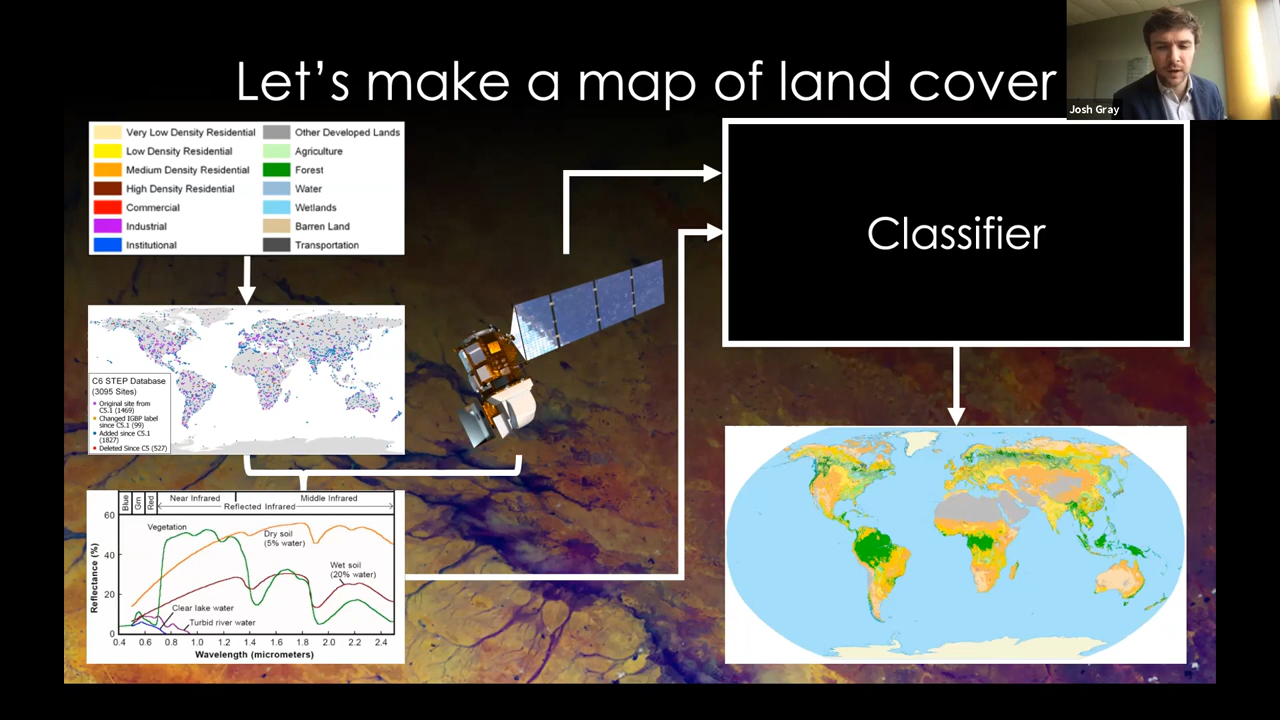 Let's make a map of land cover
Josh Gray
Very Low Density Residential
Low Density Residential
Medium Density Residential
High Density Residential
Commercial
Industrial
Institutional
Other Developed Lands
Agriculture
Forest
Water
Wetlands
Barren Land
Transportation
Classifier
C6 STEP Database
(3095 Sites)
Original site from
C5.1 (1469)
Changed IGBP label
since C5.1 (99)
Added since C5.1
(1827)
Deleted Since C5 (527)
Blue
Grn
Red
Near Infrared
Middle Infrared
Reflected Infrared
Vegetation
Dry soil
(5% water)
Wet soil
(20% water)
Clear lake water
Turbid river water
Reflectance (%)
60
40
20
0
0.4 0.6 0.8 1.0 1.2 1.4 1.6 1.8 2.0 2.2 2.4
Wavelength (micrometers)